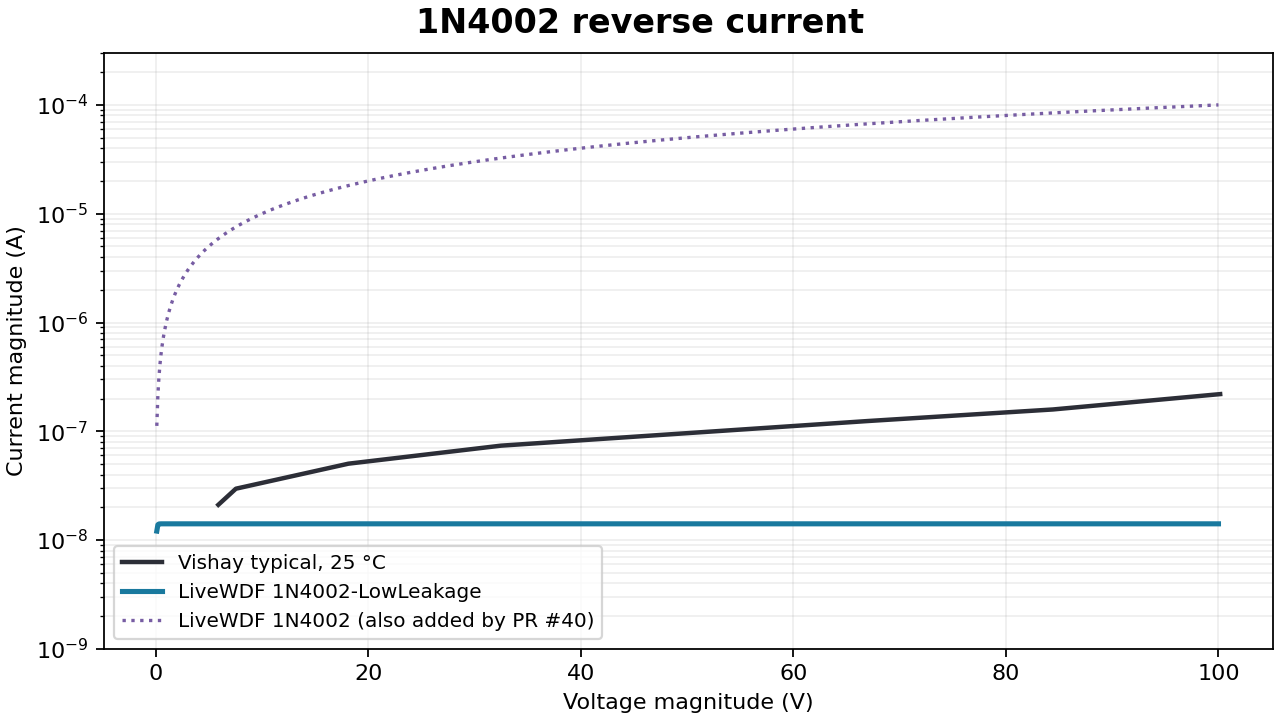 1N4002 reverse current
Current magnitude (A)
10⁻⁴
10⁻⁵
10⁻⁶
10⁻⁷
10⁻⁸
10⁻⁹
Vishay typical, 25 °C
LiveWDF 1N4002-LowLeakage
LiveWDF 1N4002 (also added by PR #40)
0 20 40 60 80 100
Voltage magnitude (V)